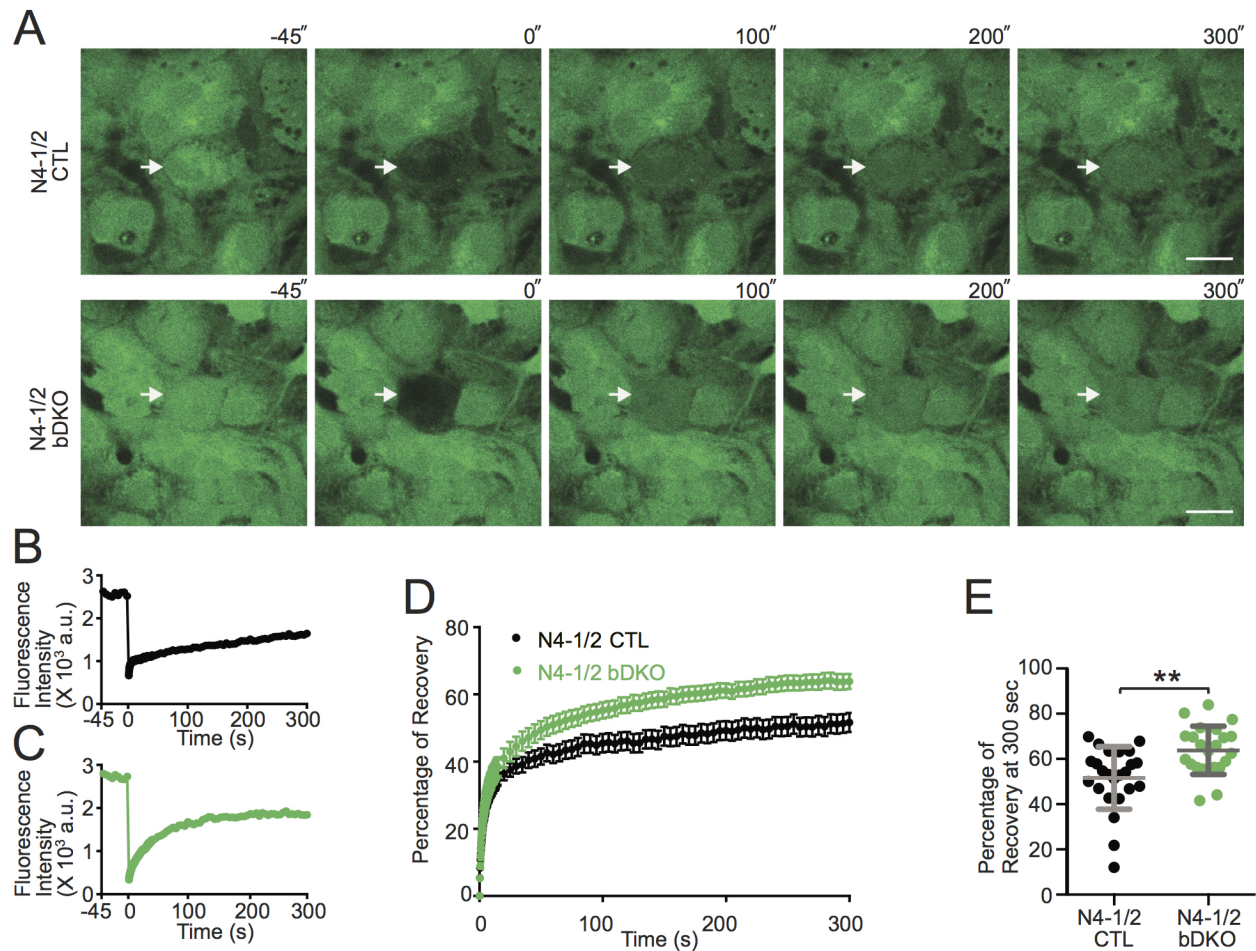 A
-45″
0″
100″
200″
300″
N4-1/2
CTL
-45″
0″
100″
200″
300″
N4-1/2
bDKO
B
Fluorescence
Intensity
(X 10³ a.u.)
3
2
1
0
-45
0
100
200
300
Time (s)
C
Fluorescence
Intensity
(X 10³ a.u.)
3
2
1
0
-45
0
100
200
300
Time (s)
D
Percentage of Recovery
80
60
40
20
0
N4-1/2 CTL
N4-1/2 bDKO
0
100
200
300
Time (s)
E
Percentage of
Recovery at 300 sec
100
80
60
40
20
0
**
N4-1/2
CTL
N4-1/2
bDKO